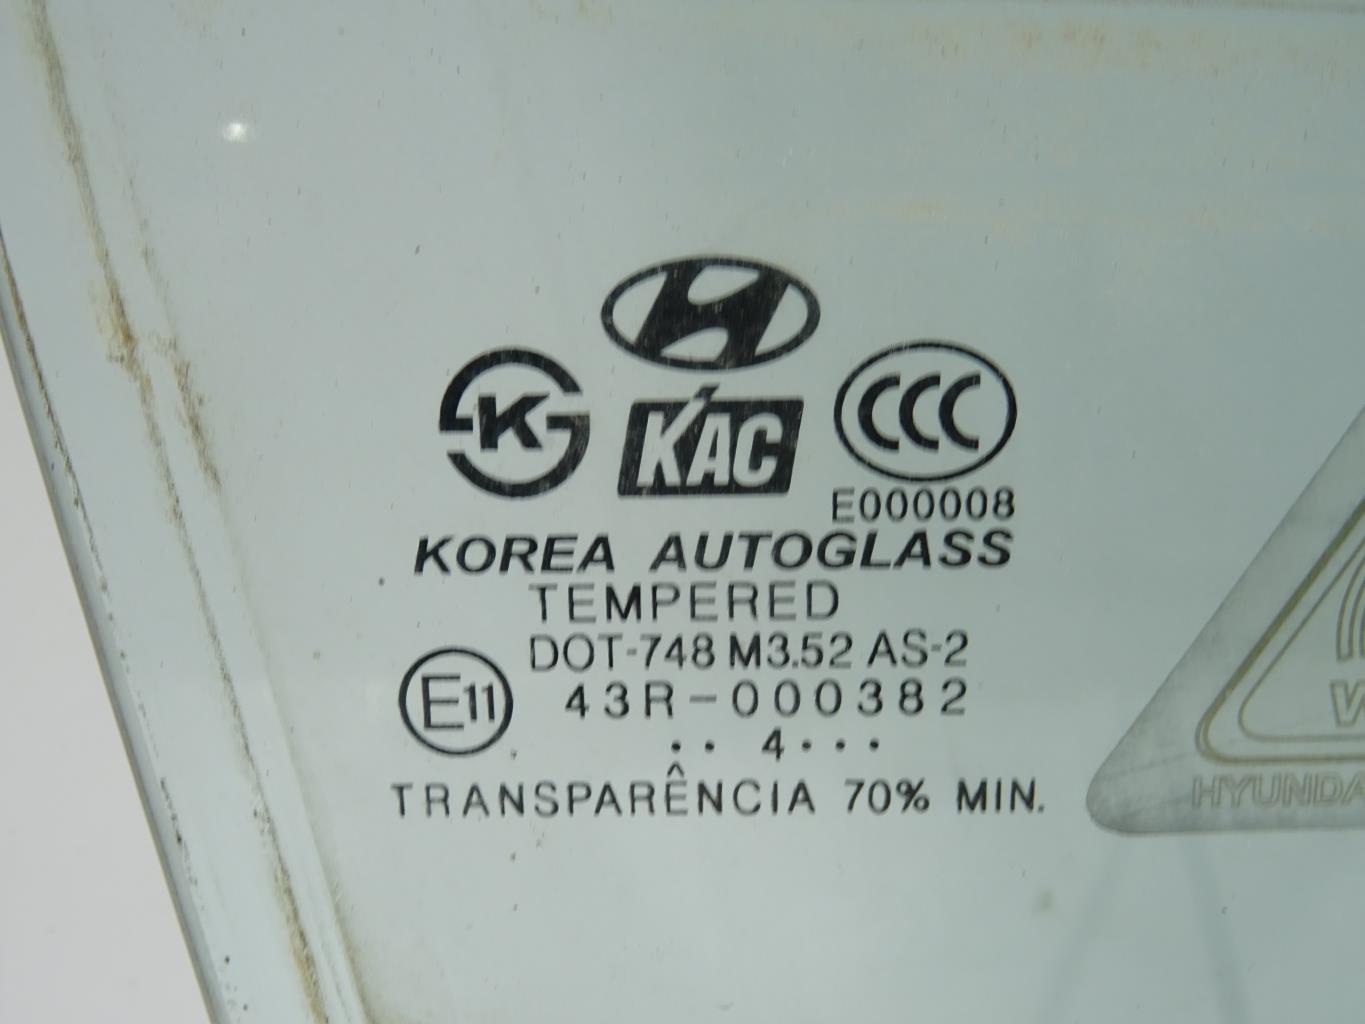 K
KAC
CCC
E000008
KOREA AUTOGLASS
TEMPERED
DOT-748 M3.52 AS-2
E11
43R-000382
.. 4...
TRANSPARÊNCIA 70% MIN.